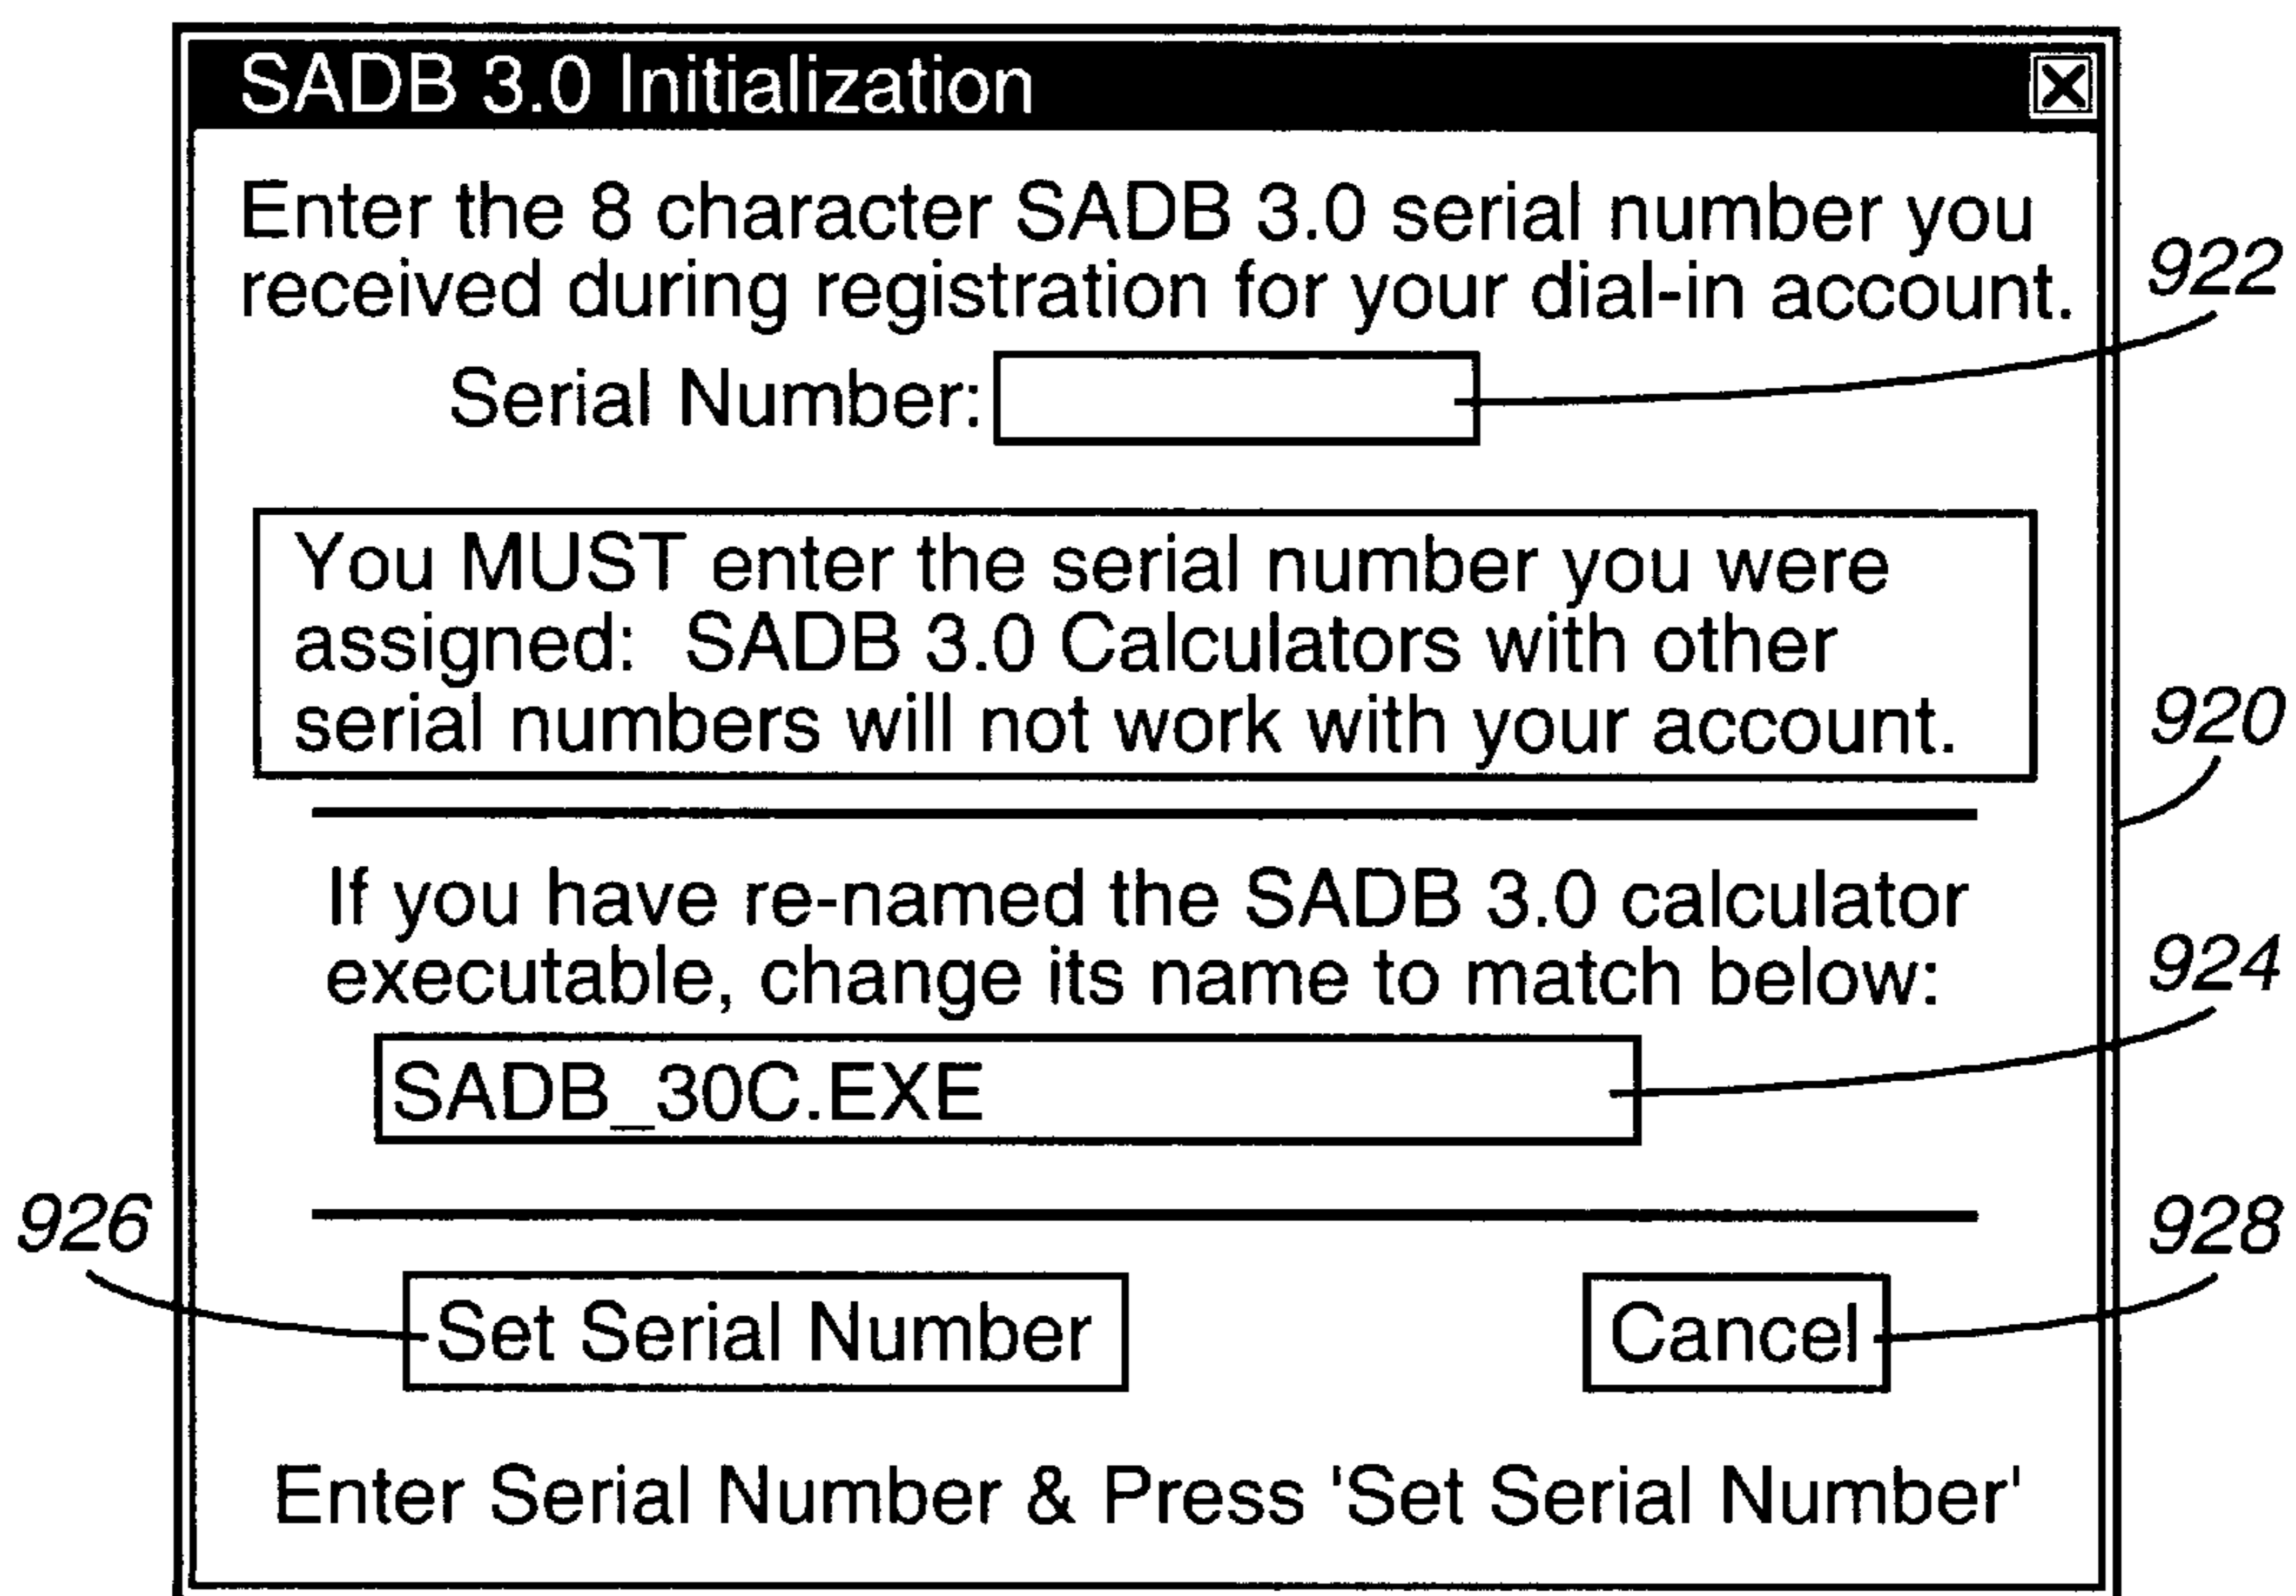 SADB 3.0 Initialization
Enter the 8 character SADB 3.0 serial number you
received during registration for your dial-in account.
922
Serial Number:
You MUST enter the serial number you were
assigned:  SADB 3.0 Calculators with other
serial numbers will not work with your account.
920
If you have re-named the SADB 3.0 calculator
executable, change its name to match below:
924
SADB_30C.EXE
926
928
Set Serial Number
Cancel
Enter Serial Number & Press 'Set Serial Number'